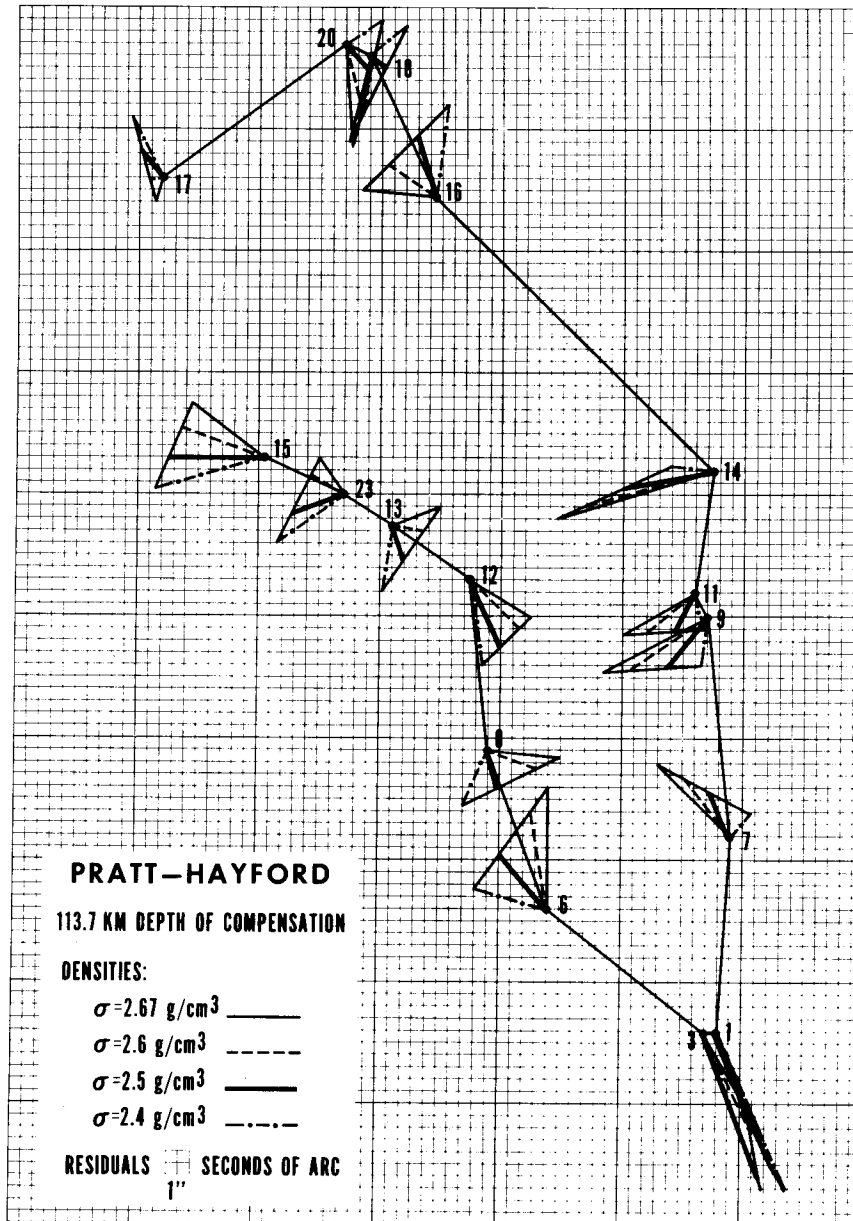 20
18
17
16
15
14
23
13
12
11
9
8
7
6
3 1
PRATT–HAYFORD
113.7 KM DEPTH OF COMPENSATION
DENSITIES:
σ=2.67 g/cm³
σ=2.6 g/cm³
σ=2.5 g/cm³
σ=2.4 g/cm³
RESIDUALS SECONDS OF ARC
1"